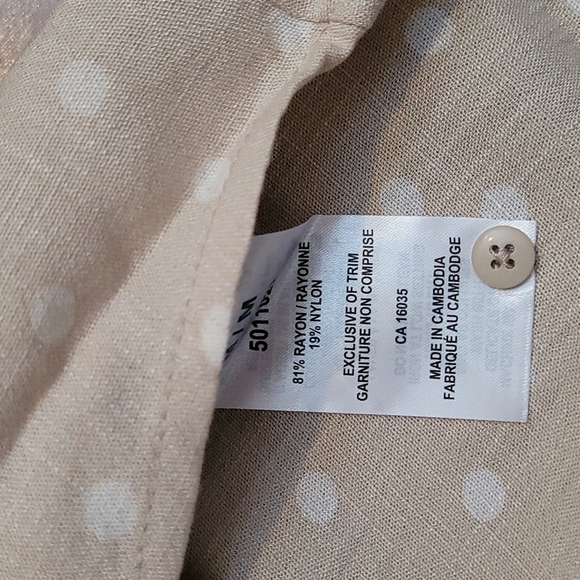 / M
81% RAYON / RAYONNE
19% NYLON
EXCLUSIVE OF TRIM
GARNITURE NON COMPRISE
CA 16035
MADE IN CAMBODIA
FABRIQUÉ AU CAMBODGE